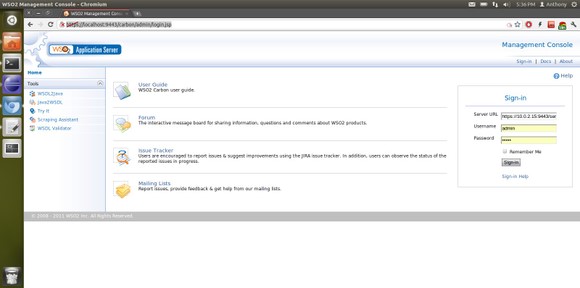 WSO2 Management Console - Chromium
5:36 PM Anthony
WSO2 Management Conso
https://localhost:9443/carbon/admin/login.jsp
WSO2 Application Server
Management Console
Sign-in | Docs | About
Home
Help
Tools
WSDL2Java
Java2WSDL
Try It
Scraping Assistant
WSDL Validator
User Guide
WSO2 Carbon user guide.
Forum
The interactive message board for sharing information, questions and comments about WSO2 products.
Issue Tracker
Users are encouraged to report issues & suggest improvements using the JIRA issue tracker. In addition, users can observe the status of the
reported issues in progress.
Mailing Lists
Report issues, provide feedback & get help from our mailing lists.
Sign-in
Server URL https://10.0.2.15:9443/ser
Username admin
Password •••••
Remember Me
Sign-in
Sign-in Help
© 2008 - 2011 WSO2 Inc. All Rights Reserved.